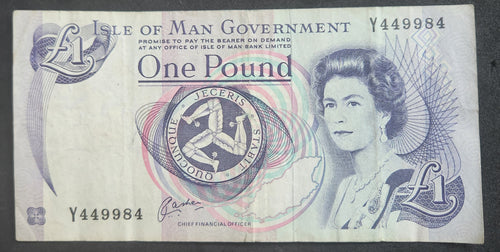 ISLE OF MAN GOVERNMENT
Y449984
PROMISE TO PAY THE BEARER ON DEMAND
AT ANY OFFICE OF ISLE OF MAN BANK LIMITED
£1
One Pound
QUOCUNQUE · JECERIS · STABIT
£1
Y449984
CHIEF FINANCIAL OFFICER